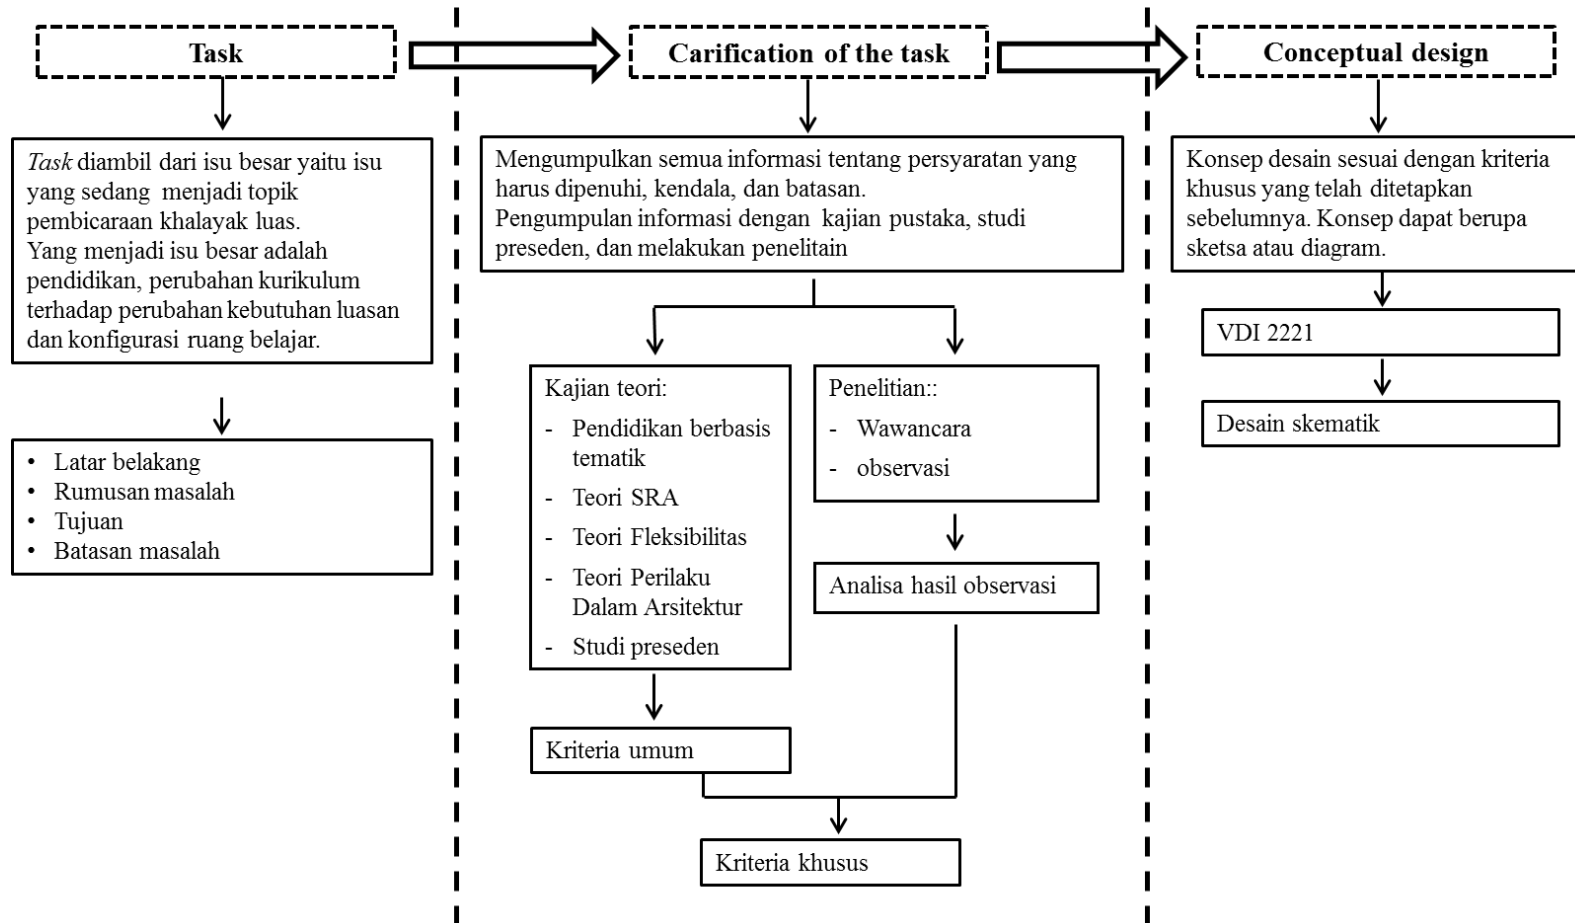 Task
Carification of the task
Conceptual design
Task diambil dari isu besar yaitu isu
yang sedang menjadi topik
pembicaraan khalayak luas.
Yang menjadi isu besar adalah
pendidikan, perubahan kurikulum
terhadap perubahan kebutuhan luasan
dan konfigurasi ruang belajar.
• Latar belakang
• Rumusan masalah
• Tujuan
• Batasan masalah
Mengumpulkan semua informasi tentang persyaratan yang
harus dipenuhi, kendala, dan batasan.
Pengumpulan informasi dengan kajian pustaka, studi
preseden, dan melakukan penelitain
Kajian teori:
- Pendidikan berbasis
tematik
- Teori SRA
- Teori Fleksibilitas
- Teori Perilaku
Dalam Arsitektur
- Studi preseden
Kriteria umum
Penelitian::
- Wawancara
- observasi
Analisa hasil observasi
Kriteria khusus
Konsep desain sesuai dengan kriteria
khusus yang telah ditetapkan
sebelumnya. Konsep dapat berupa
sketsa atau diagram.
VDI 2221
Desain skematik